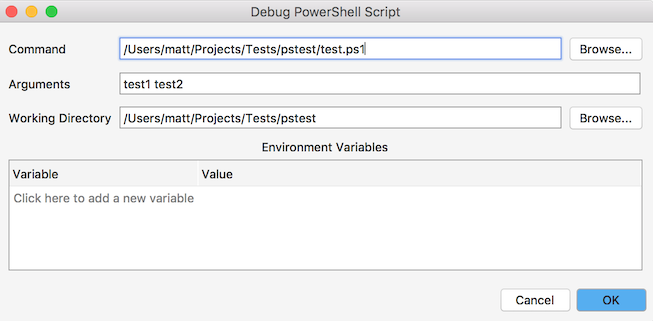 Debug PowerShell Script
Command /Users/matt/Projects/Tests/pstest/test.ps1 Browse...
Arguments test1 test2
Working Directory /Users/matt/Projects/Tests/pstest Browse...
Environment Variables
Variable Value
Click here to add a new variable
Cancel OK